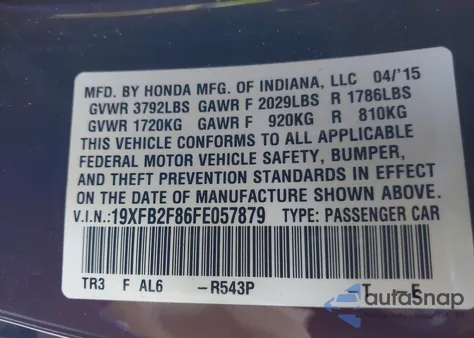 MFD. BY HONDA MFG. OF INDIANA, LLC 04/'15
GVWR 3792LBS GAWR F 2029LBS R 1786LBS
GVWR 1720KG GAWR F 920KG R 810KG
THIS VEHICLE CONFORMS TO ALL APPLICABLE
FEDERAL MOTOR VEHICLE SAFETY, BUMPER,
AND THEFT PREVENTION STANDARDS IN EFFECT
ON THE DATE OF MANUFACTURE SHOWN ABOVE.
V.I.N.:19XFB2F86FE057879 TYPE: PASSENGER CAR
TR3 F AL6 -R543P -T E
autosnap